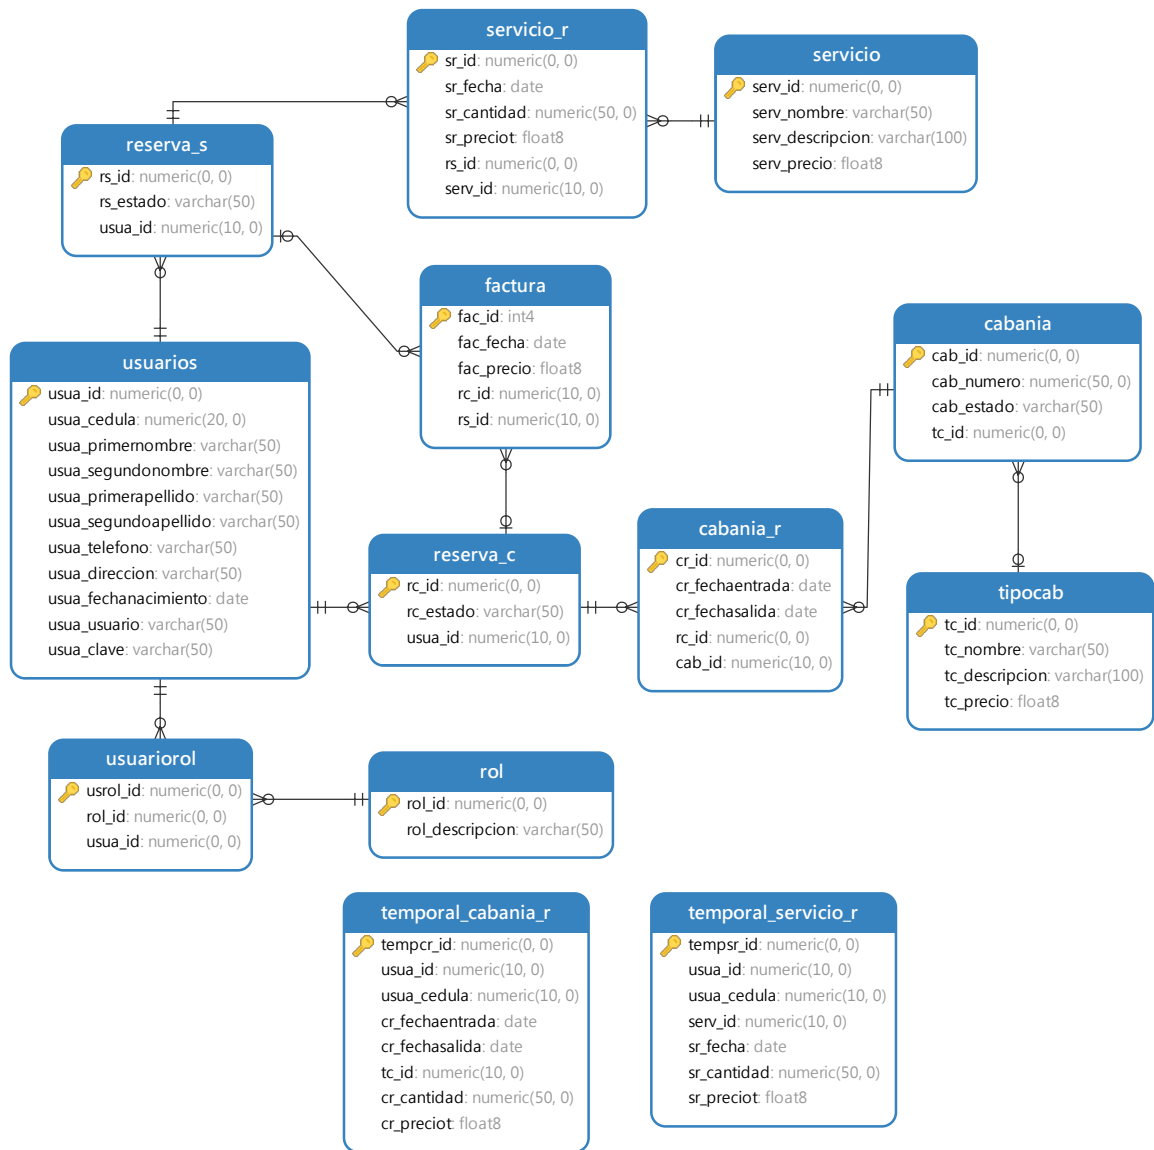 servicio_r
sr_id: numeric(0, 0)
sr_fecha: date
sr_cantidad: numeric(50, 0)
sr_preciot: float8
rs_id: numeric(0, 0)
serv_id: numeric(10, 0)
servicio
serv_id: numeric(0, 0)
serv_nombre: varchar(50)
serv_descripcion: varchar(100)
serv_precio: float8
reserva_s
rs_id: numeric(0, 0)
rs_estado: varchar(50)
usua_id: numeric(10, 0)
factura
fac_id: int4
fac_fecha: date
fac_precio: float8
rc_id: numeric(10, 0)
rs_id: numeric(10, 0)
cabania
cab_id: numeric(0, 0)
cab_numero: numeric(50, 0)
cab_estado: varchar(50)
tc_id: numeric(0, 0)
usuarios
usua_id: numeric(0, 0)
usua_cedula: numeric(20, 0)
usua_primernombre: varchar(50)
usua_segundonombre: varchar(50)
usua_primerapellido: varchar(50)
usua_segundoapellido: varchar(50)
usua_telefono: varchar(50)
usua_direccion: varchar(50)
usua_fechanacimiento: date
usua_usuario: varchar(50)
usua_clave: varchar(50)
reserva_c
rc_id: numeric(0, 0)
rc_estado: varchar(50)
usua_id: numeric(10, 0)
cabania_r
cr_id: numeric(0, 0)
cr_fechaentrada: date
cr_fechasalida: date
rc_id: numeric(0, 0)
cab_id: numeric(10, 0)
tipocab
tc_id: numeric(0, 0)
tc_nombre: varchar(50)
tc_descripcion: varchar(100)
tc_precio: float8
usuariorol
usrol_id: numeric(0, 0)
rol_id: numeric(0, 0)
usua_id: numeric(0, 0)
rol
rol_id: numeric(0, 0)
rol_descripcion: varchar(50)
temporal_cabania_r
tempcr_id: numeric(0, 0)
usua_id: numeric(10, 0)
usua_cedula: numeric(10, 0)
cr_fechaentrada: date
cr_fechasalida: date
tc_id: numeric(10, 0)
cr_cantidad: numeric(50, 0)
cr_preciot: float8
temporal_servicio_r
tempsr_id: numeric(0, 0)
usua_id: numeric(10, 0)
usua_cedula: numeric(10, 0)
serv_id: numeric(10, 0)
sr_fecha: date
sr_cantidad: numeric(50, 0)
sr_preciot: float8